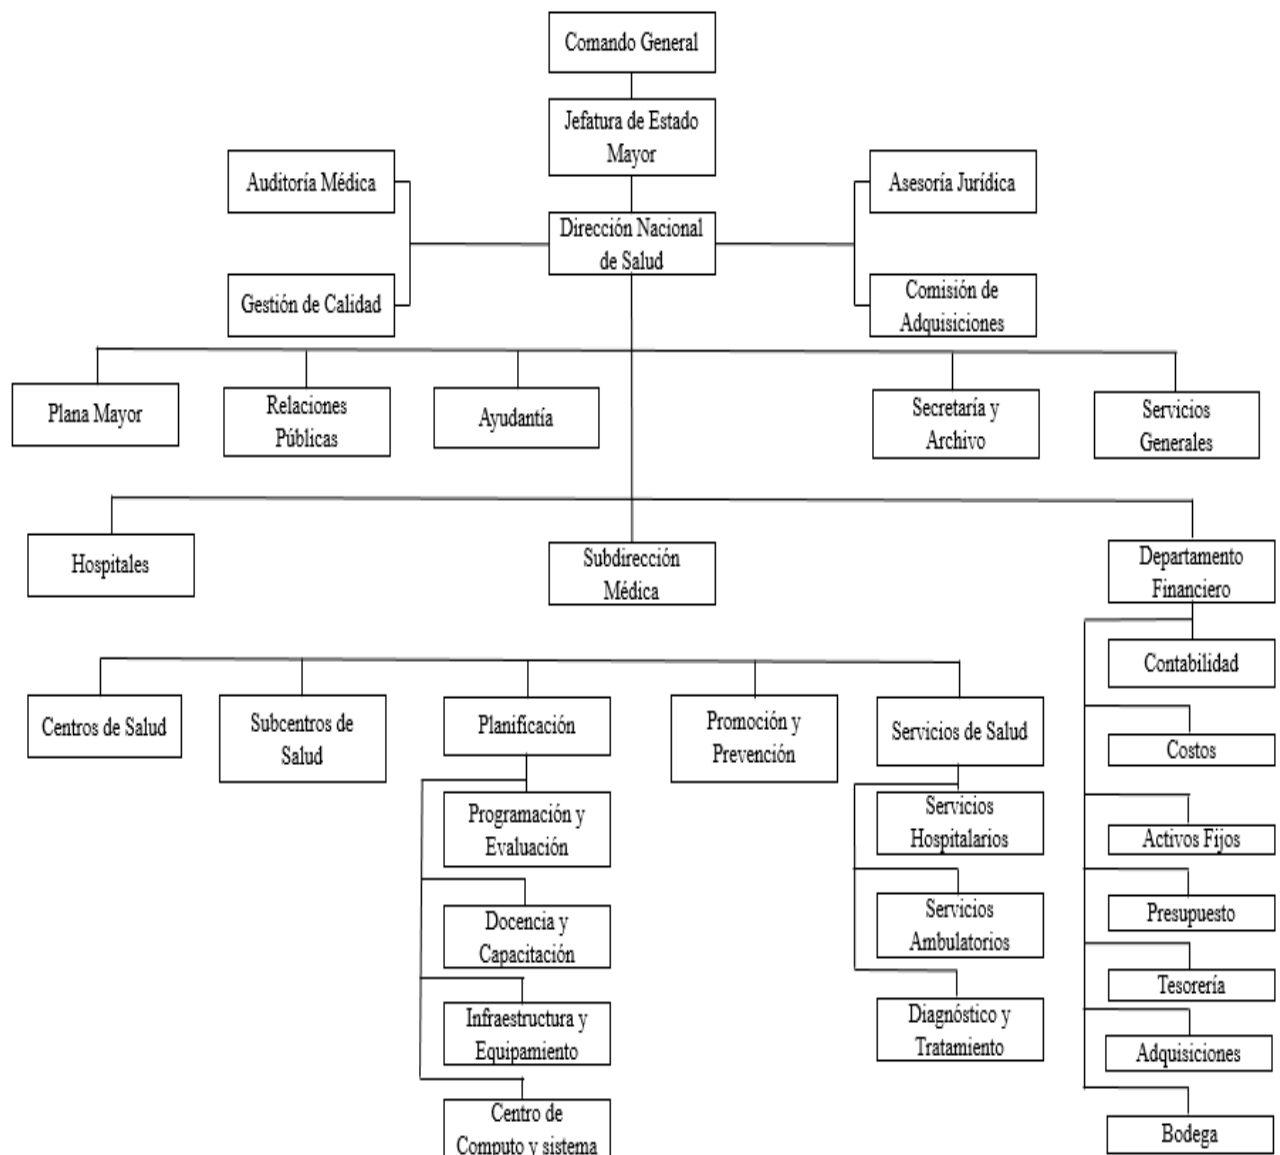 Comando General
Jefatura de Estado
Mayor
Auditoría Médica
Asesoría Jurídica
Dirección Nacional
de Salud
Gestión de Calidad
Comisión de
Adquisiciones
Plana Mayor
Relaciones
Públicas
Ayudantía
Secretaría y
Archivo
Servicios
Generales
Hospitales
Subdirección
Médica
Departamento
Financiero
Contabilidad
Costos
Activos Fijos
Presupuesto
Tesorería
Adquisiciones
Bodega
Centros de Salud
Subcentros de
Salud
Planificación
Promoción y
Prevención
Servicios de Salud
Programación y
Evaluación
Docencia y
Capacitación
Infraestructura y
Equipamiento
Centro de
Computo y sistema
Servicios
Hospitalarios
Servicios
Ambulatorios
Diagnóstico y
Tratamiento